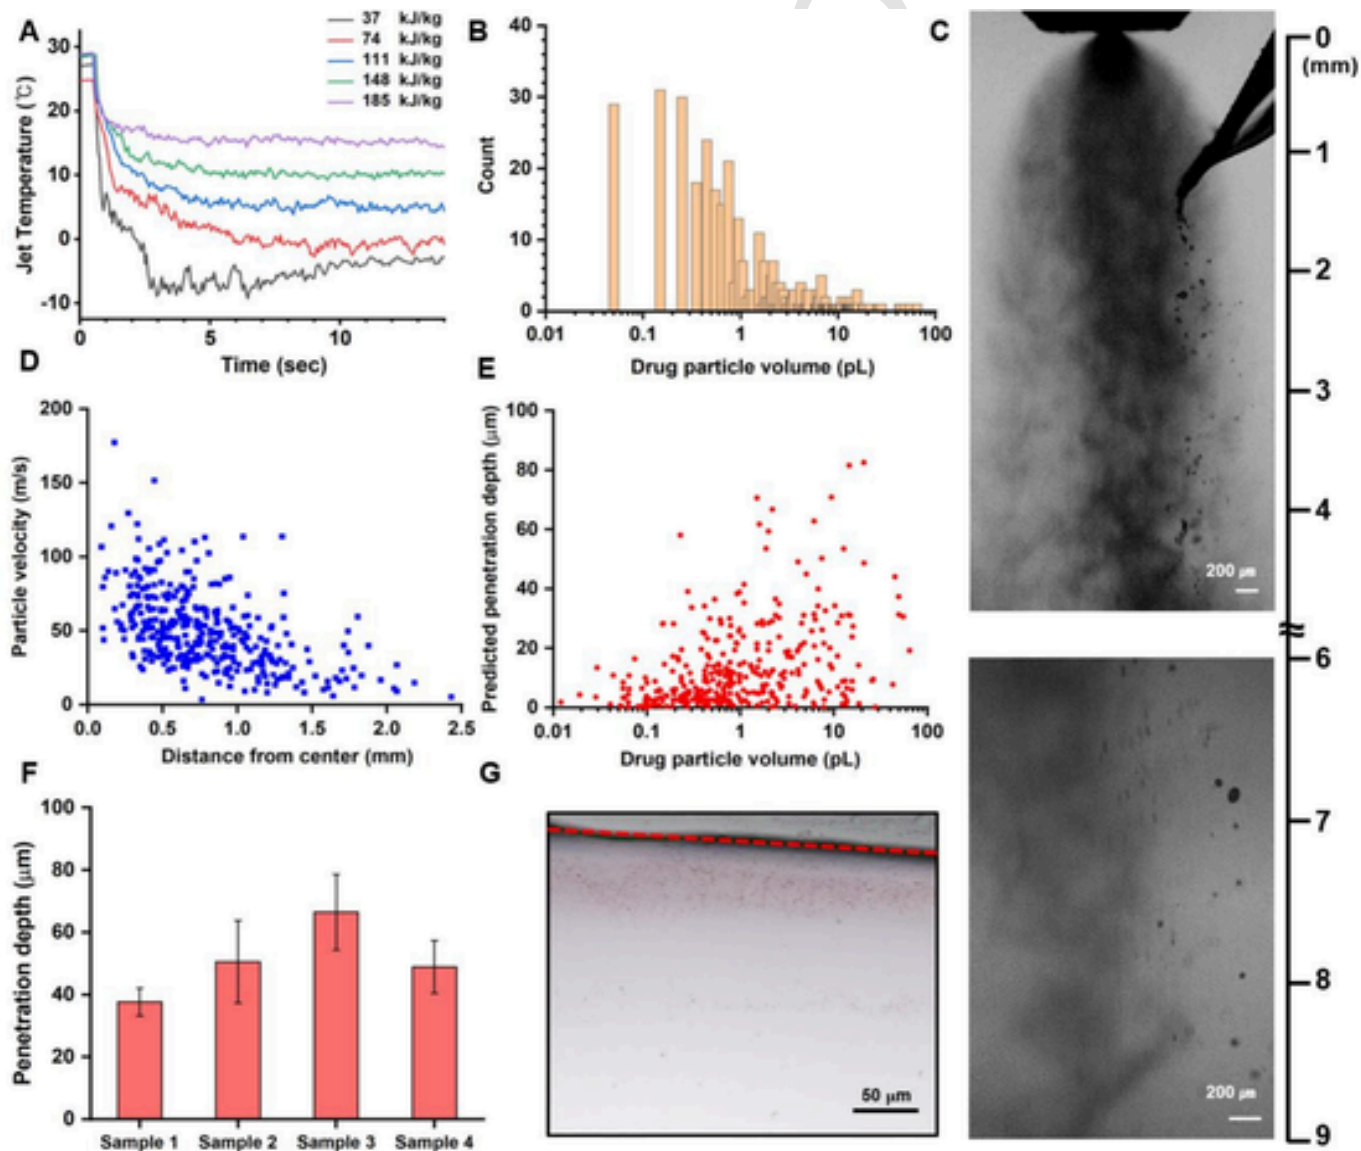 A
37 kJ/kg
74 kJ/kg
111 kJ/kg
148 kJ/kg
185 kJ/kg
Jet Temperature (℃)
30
20
10
0
-10
0 5 10
Time (sec)
B
Count
40
30
20
10
0
0.01 0.1 1 10 100
Drug particle volume (pL)
C
0
(mm)
1
2
3
4
200 µm
6
7
8
9
200 µm
D
Particle velocity (m/s)
200
150
100
50
0
0.0 0.5 1.0 1.5 2.0 2.5
Distance from center (mm)
E
Predicted penetration depth (µm)
100
80
60
40
20
0
0.01 0.1 1 10 100
Drug particle volume (pL)
F
Penetration depth (µm)
100
80
60
40
20
0
Sample 1 Sample 2 Sample 3 Sample 4
G
50 µm